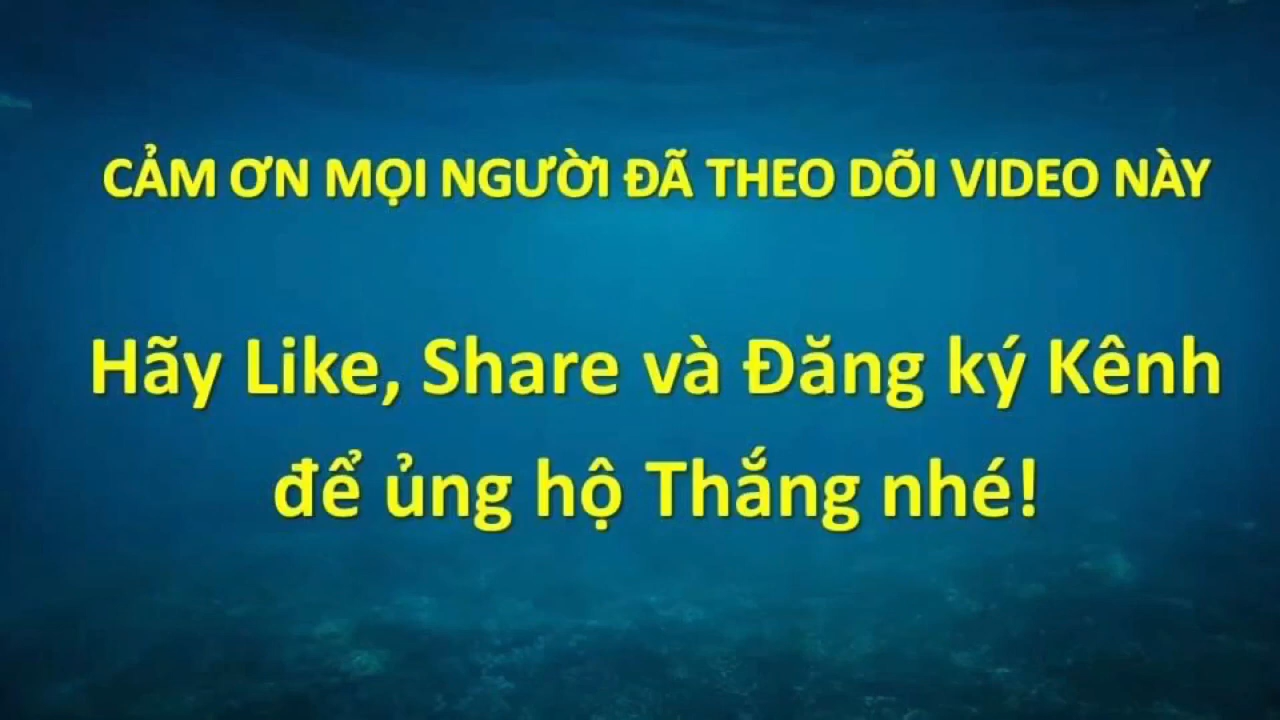 CẢM ƠN MỌI NGƯỜI ĐÃ THEO DÕI VIDEO NÀY
Hãy Like, Share và Đăng ký Kênh
để ủng hộ Thắng nhé!